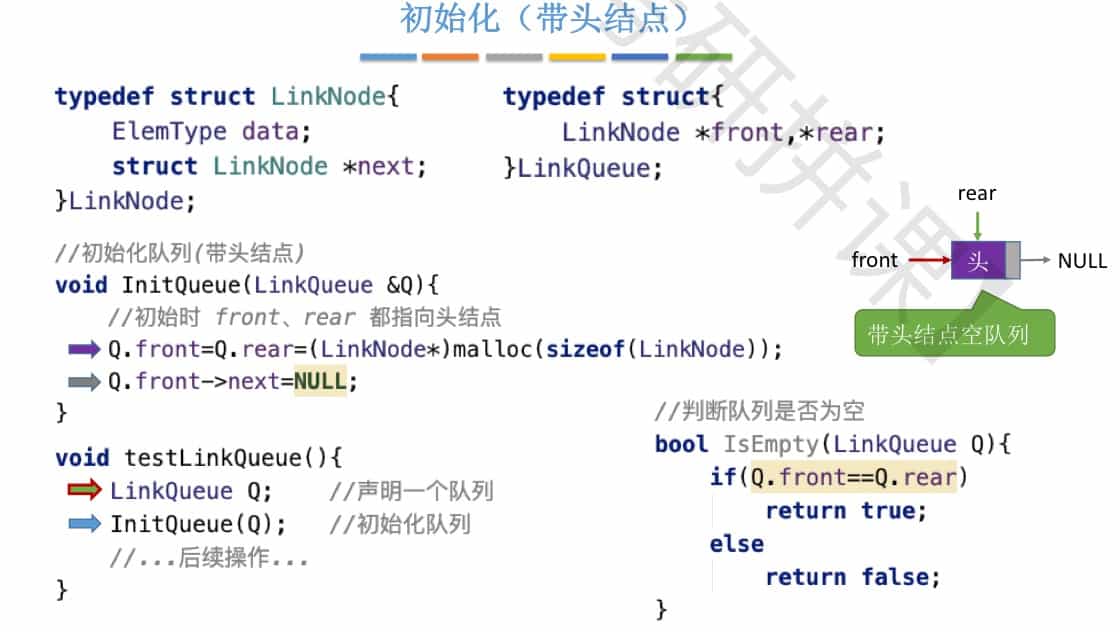 初始化（带头结点）
typedef struct LinkNode{
    ElemType data;
    struct LinkNode *next;
}LinkNode;
typedef struct{
    LinkNode *front,*rear;
}LinkQueue;
//初始化队列(带头结点)
void InitQueue(LinkQueue &Q){
    //初始时 front、rear 都指向头结点
    Q.front=Q.rear=(LinkNode*)malloc(sizeof(LinkNode));
    Q.front->next=NULL;
}
void testLinkQueue(){
    LinkQueue Q;    //声明一个队列
    InitQueue(Q);   //初始化队列
    //...后续操作...
}
rear
front
头
NULL
带头结点空队列
//判断队列是否为空
bool IsEmpty(LinkQueue Q){
    if(Q.front==Q.rear)
        return true;
    else
        return false;
}
研拼课